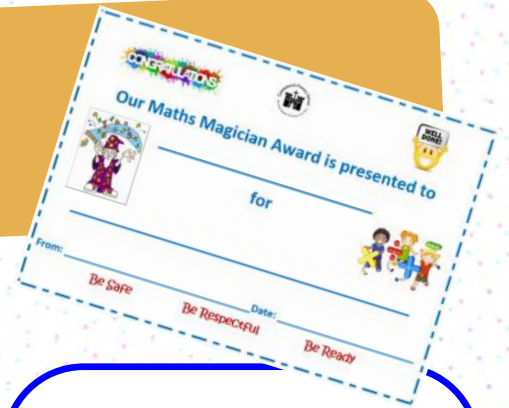 CONGRATULATIONS
WELL
DONE!
Our Maths Magician Award is presented to
for
From:
Date:
Be Safe
Be Respectful
Be Ready